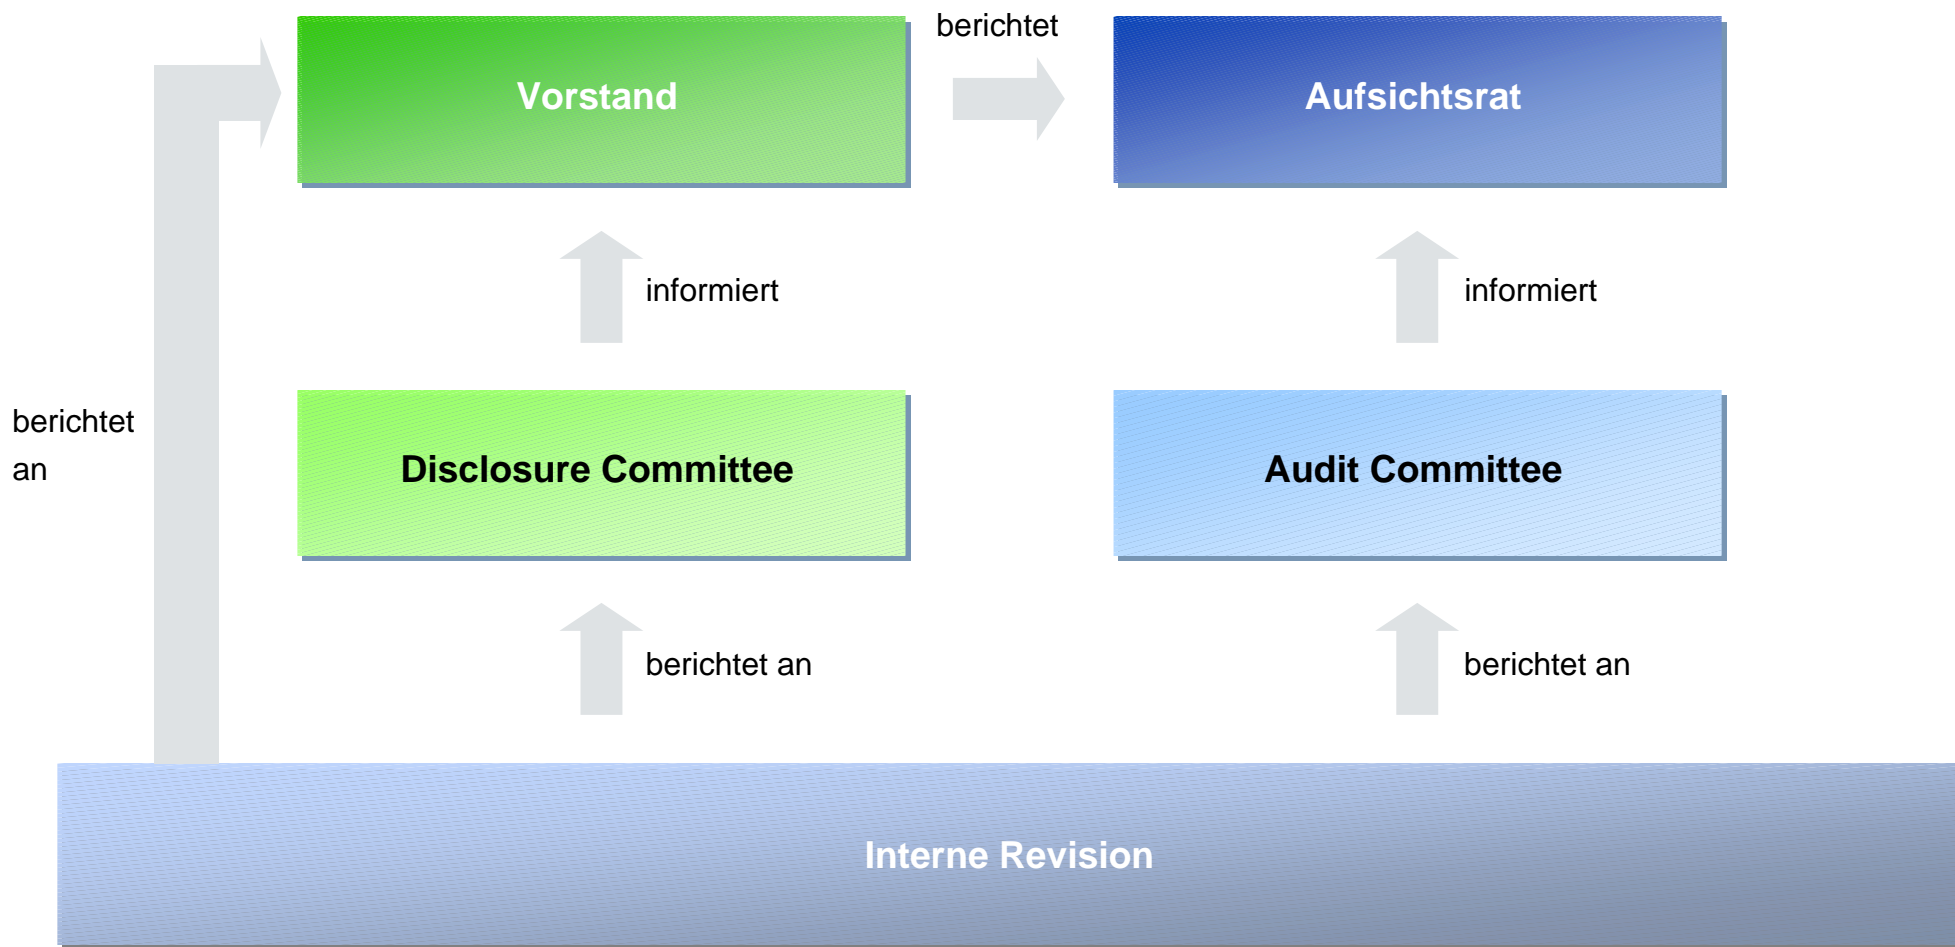 berichtet
Vorstand
Aufsichtsrat
informiert
informiert
berichtet
an
Disclosure Committee
Audit Committee
berichtet an
berichtet an
Interne Revision